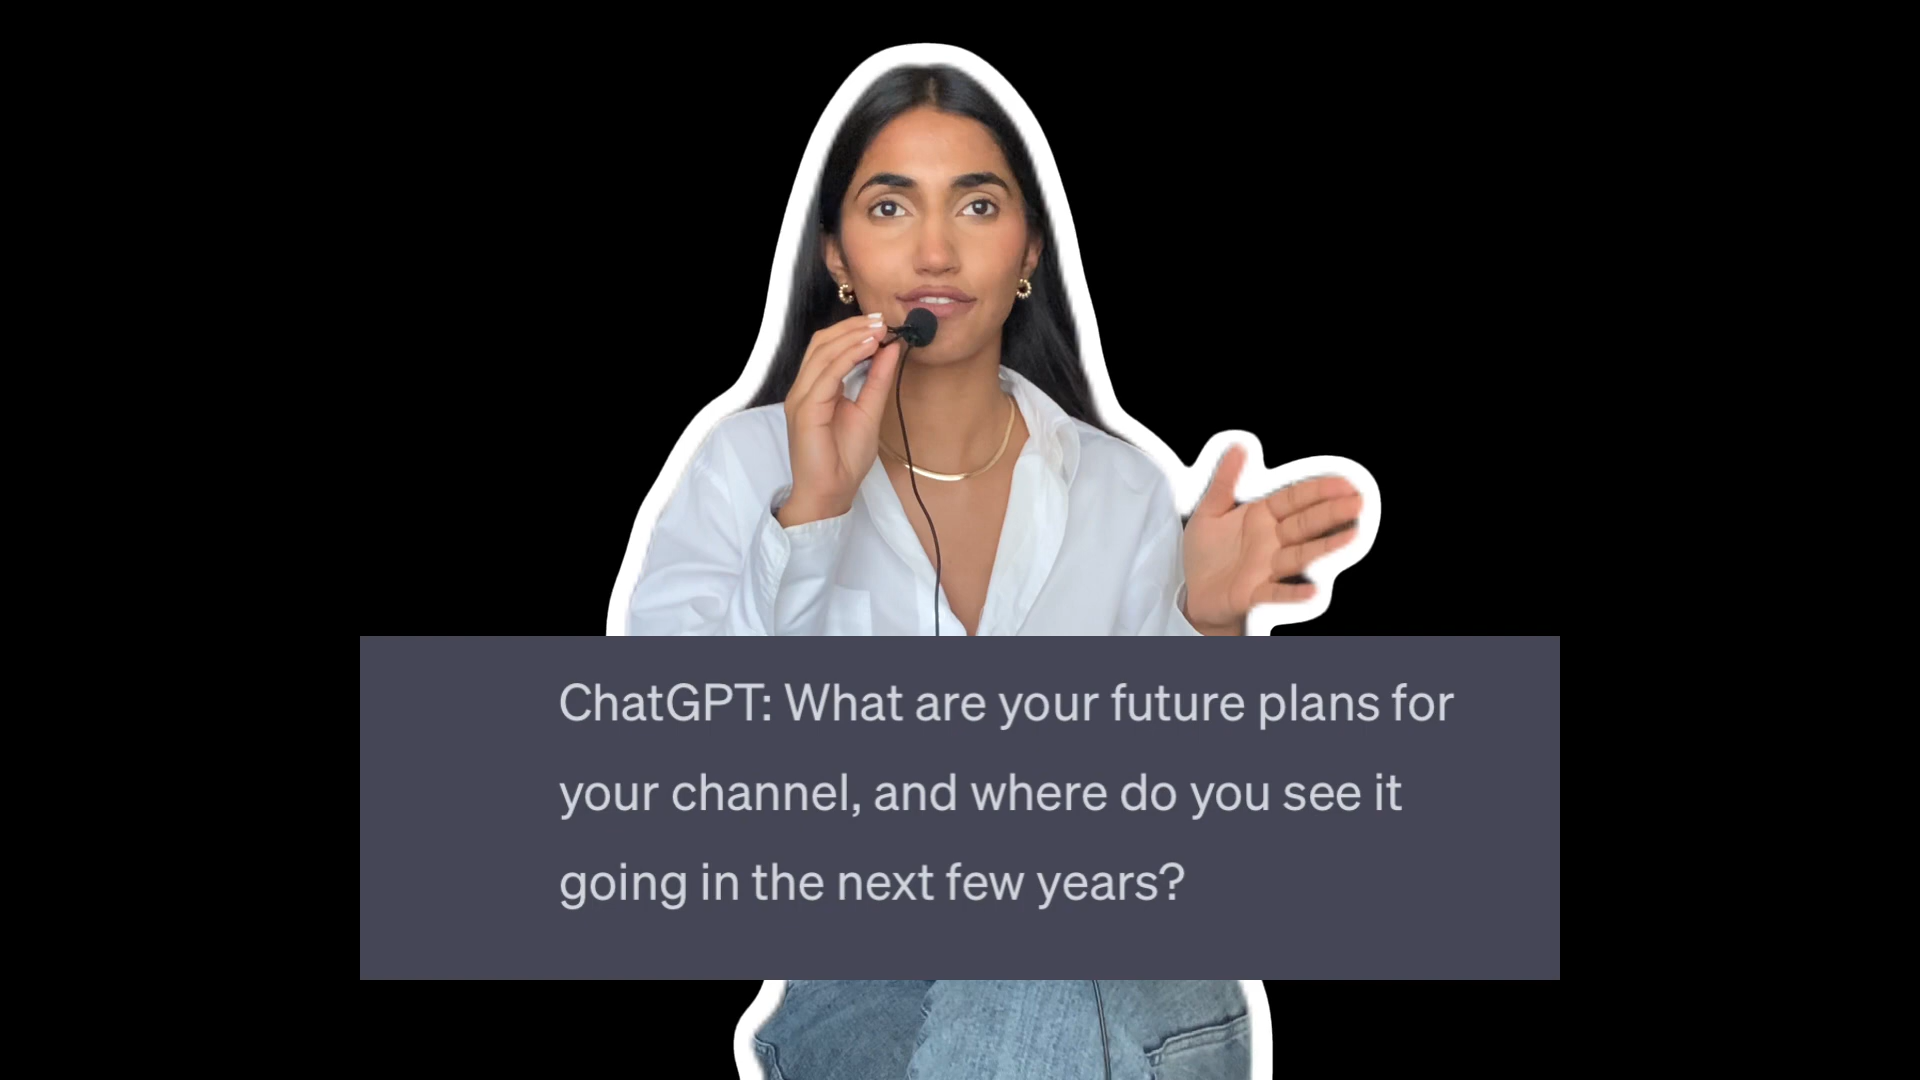 ChatGPT: What are your future plans for
your channel, and where do you see it
going in the next few years?